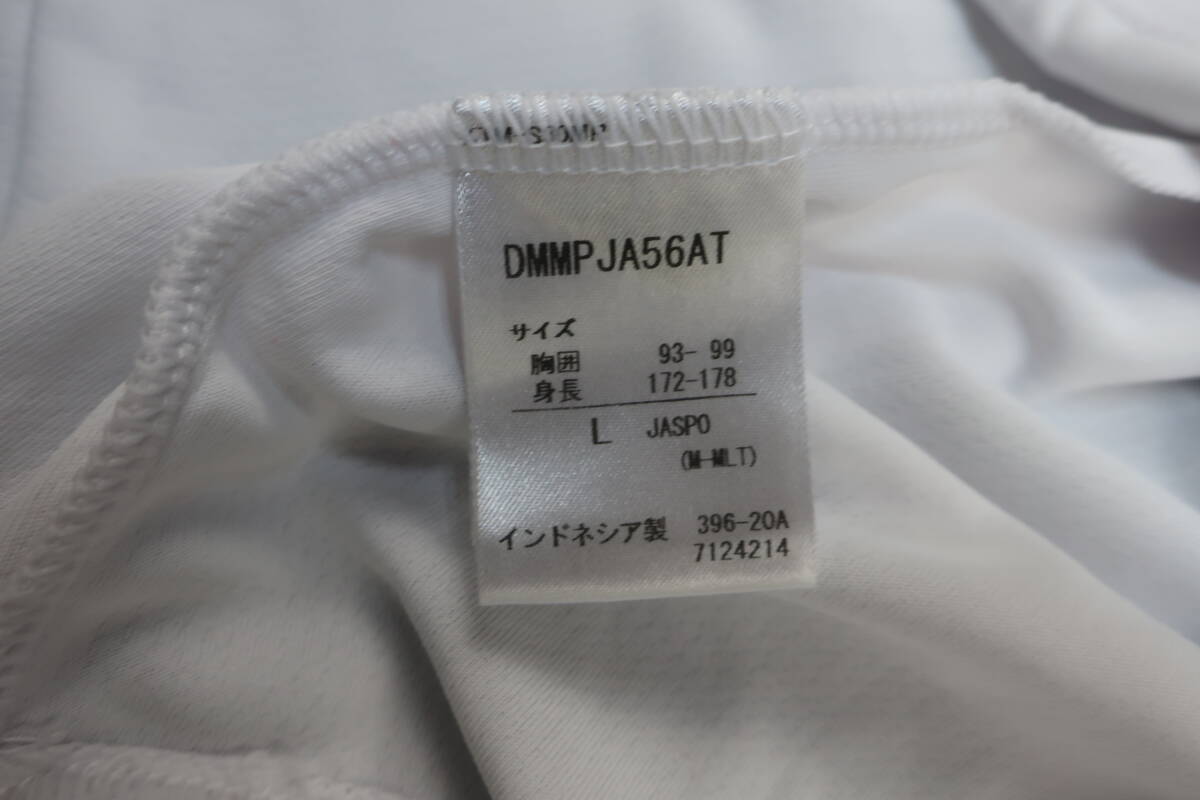 DMMPJA56AT
サイズ
胸囲 93- 99
身長 172-178
L JASPO
(M-MLT)
インドネシア製 396-20A
7124214